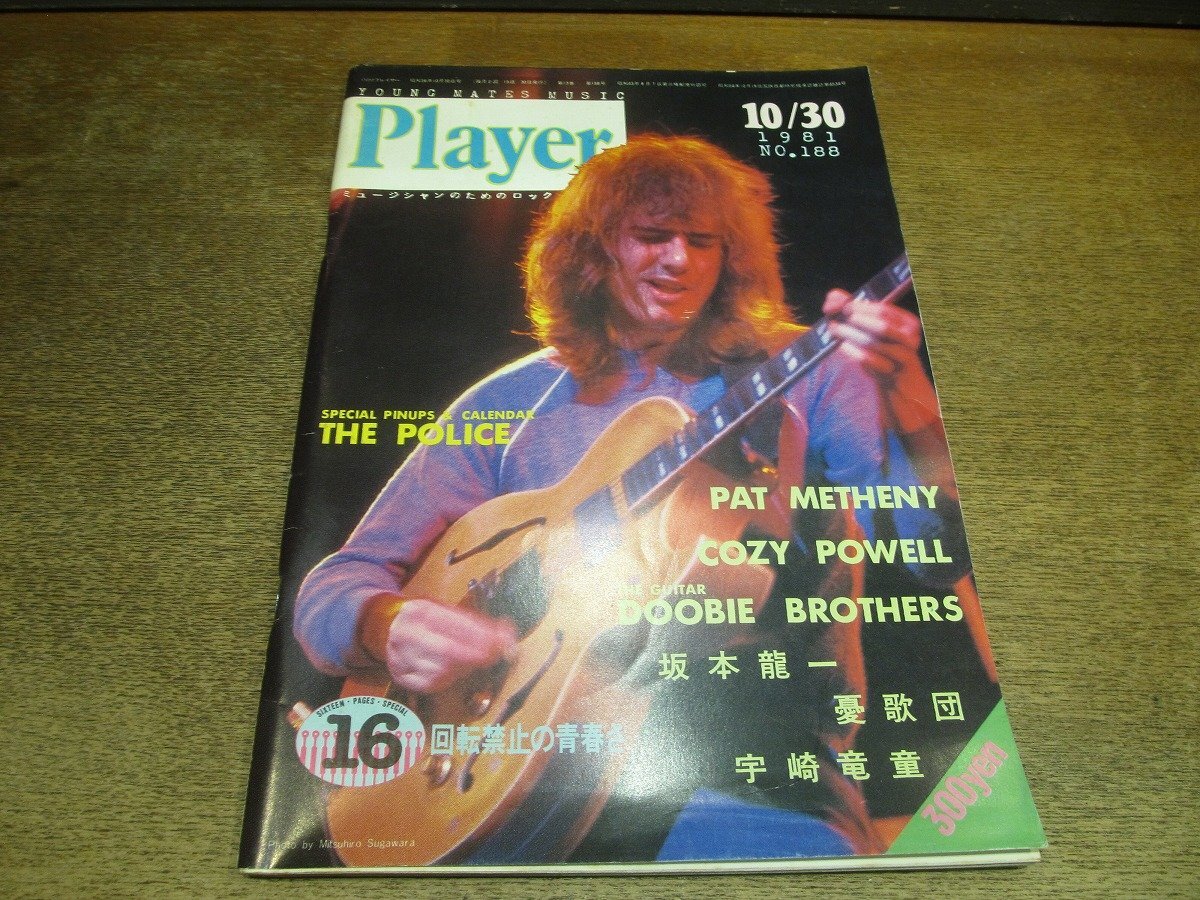 YOUNG MATES MUSIC
Player
ミュージシャンのためのロック
10/30
1981
NO.188
SPECIAL PINUPS & CALENDAR
THE POLICE
PAT METHENY
COZY POWELL
GUITAR
DOOBIE BROTHERS
坂本龍一
憂歌団
宇崎竜童
SIXTEEN・PAGES・SPECIAL
16
回転禁止の青春
300yen
Photo by Mitsuhiro Sugawara